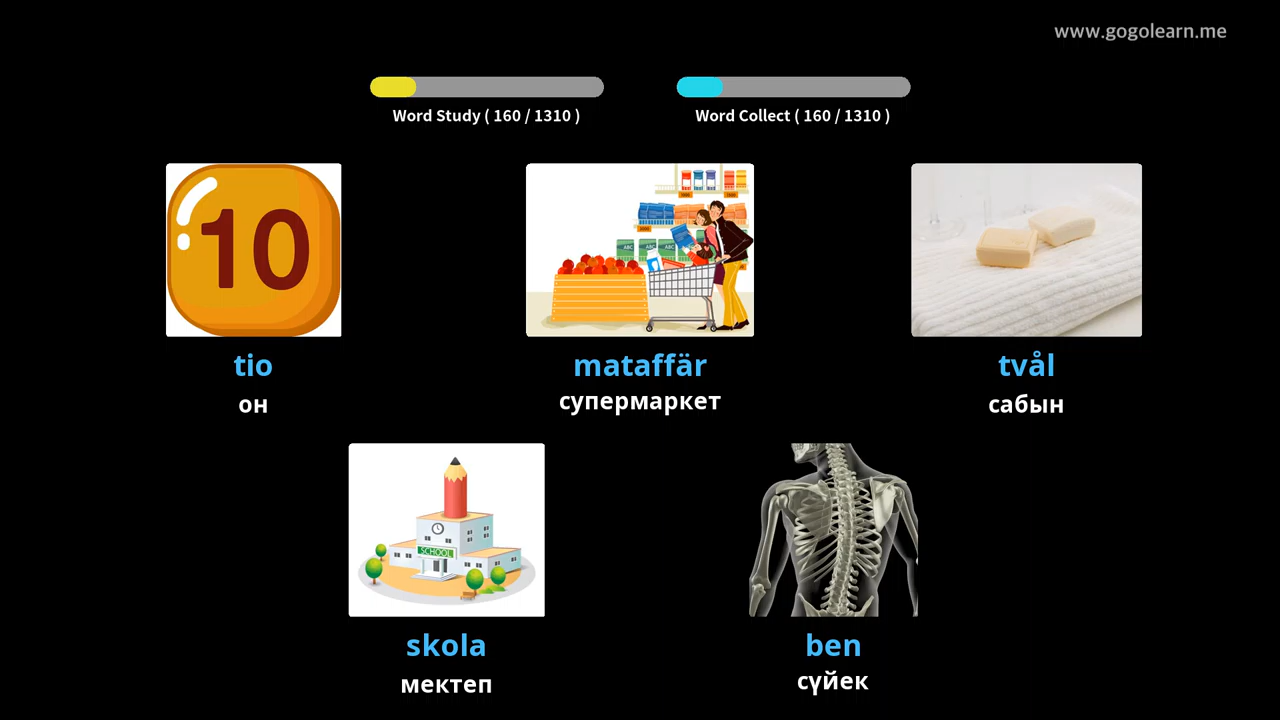 www.gogolearn.me
Word Study ( 160 / 1310 )
Word Collect ( 160 / 1310 )
10
tio
он
mataffär
супермаркет
tvål
сабын
SCHOOL
skola
мектеп
ben
сүйек